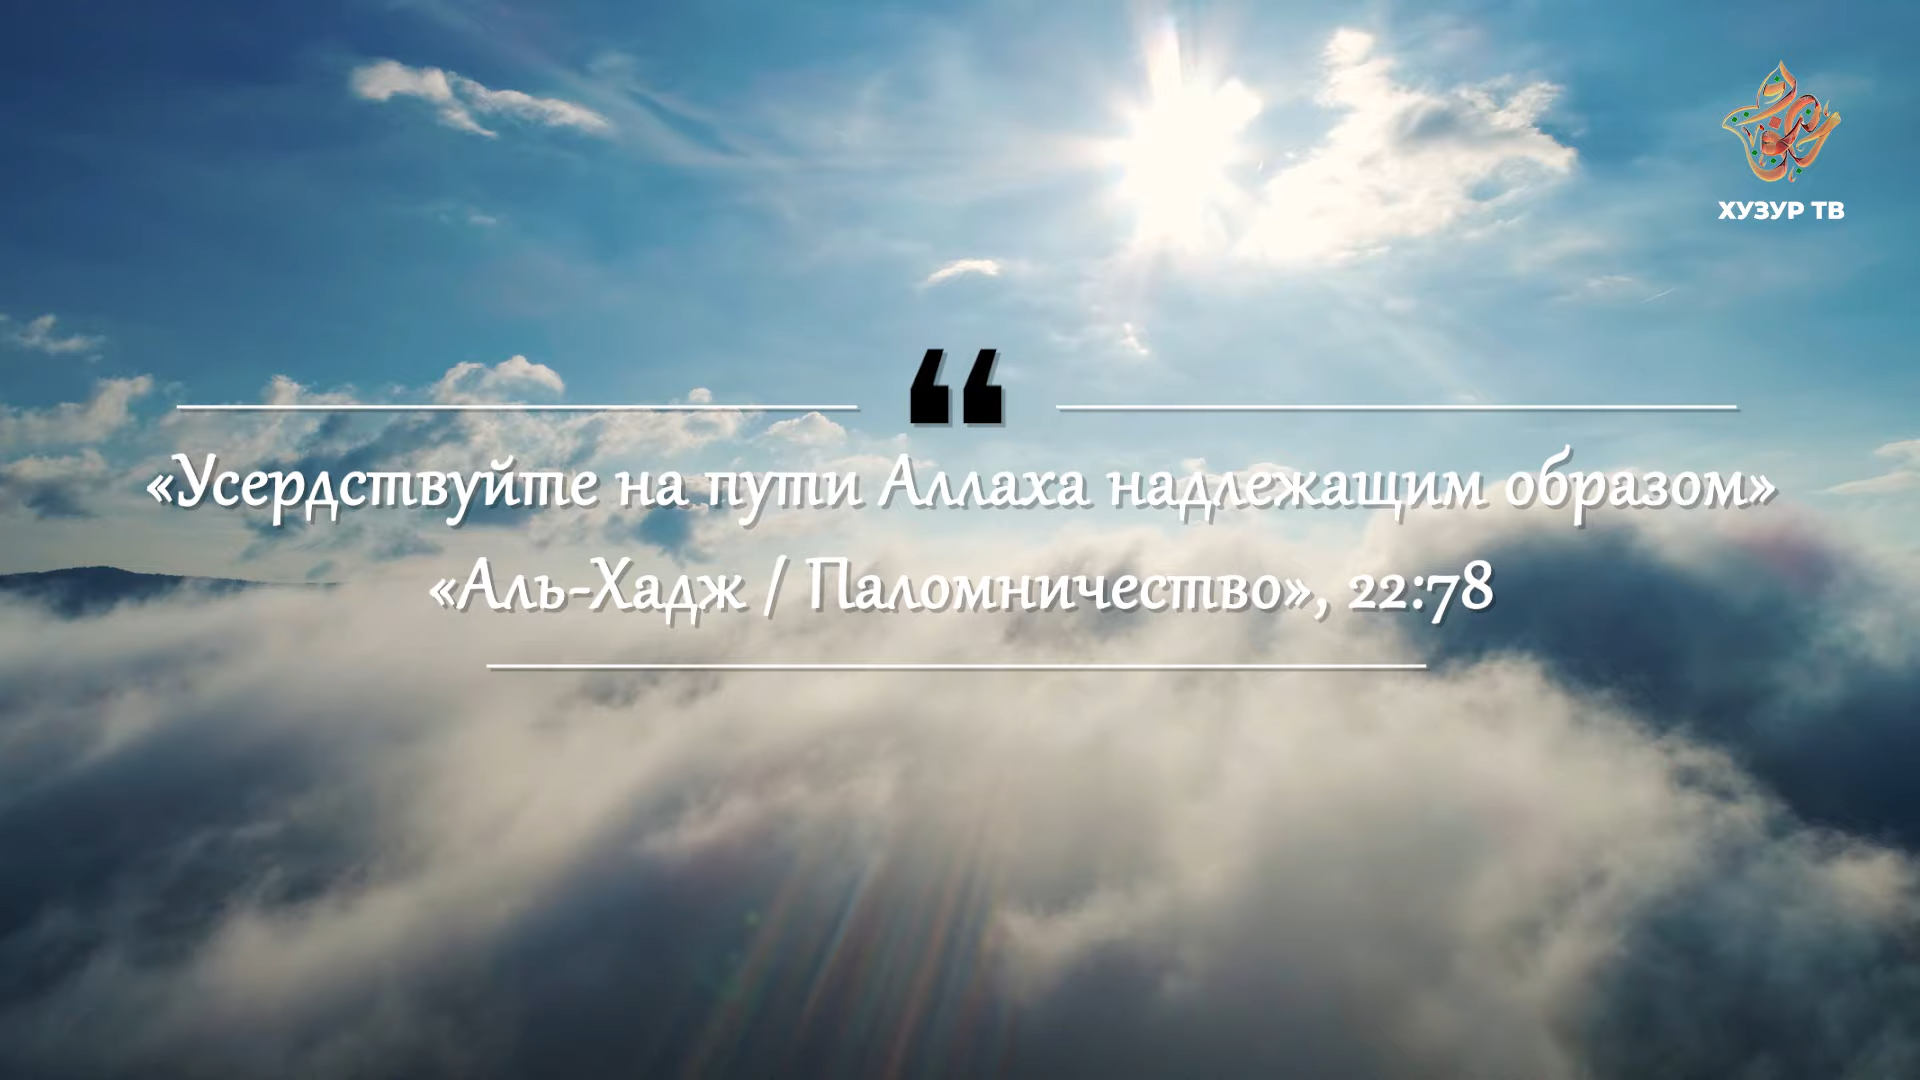 ХУЗУР ТВ
“
«Усердствуйте на пути Аллаха надлежащим образом»
«Аль-Хадж / Паломничество», 22:78